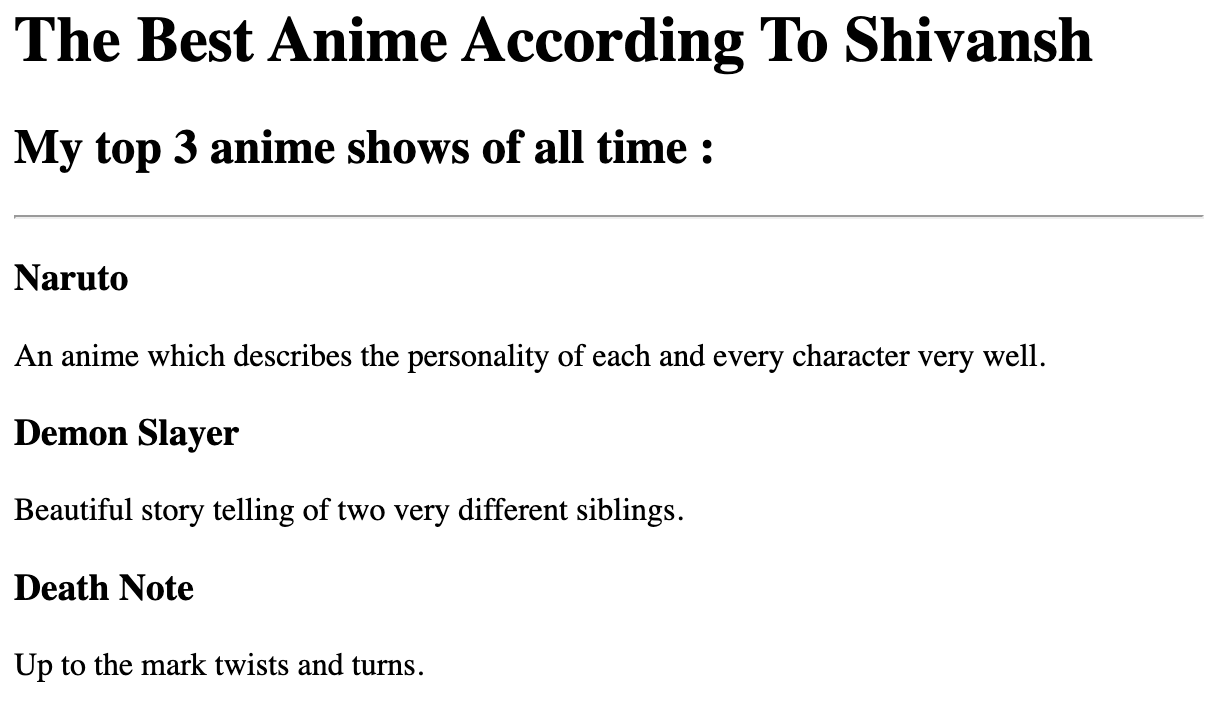 The Best Anime According To Shivansh
My top 3 anime shows of all time :
Naruto
An anime which describes the personality of each and every character very well.
Demon Slayer
Beautiful story telling of two very different siblings.
Death Note
Up to the mark twists and turns.